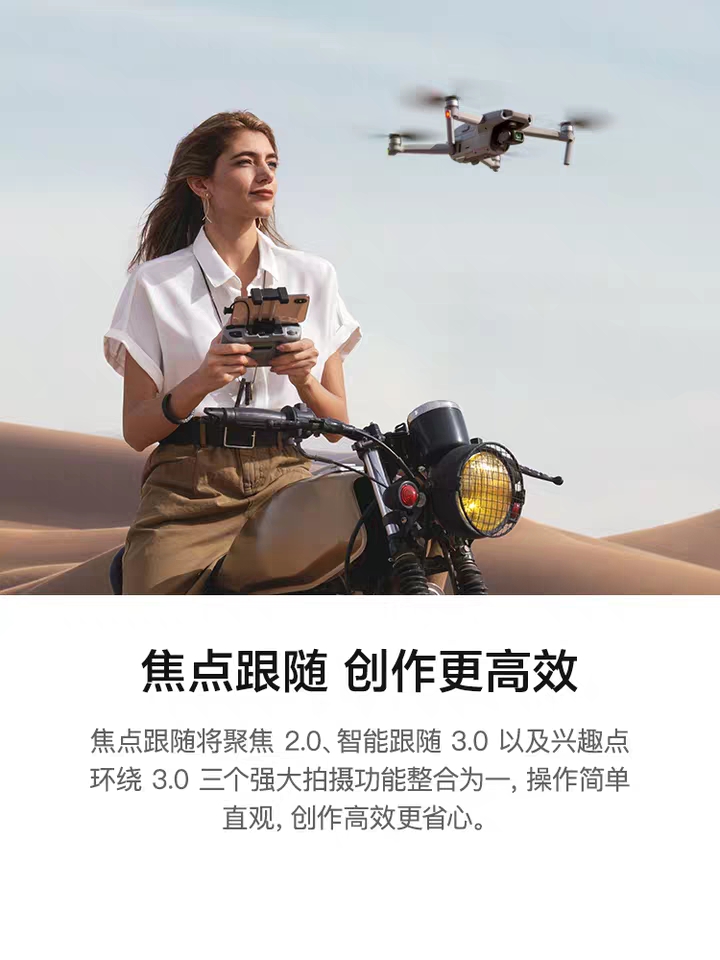 焦点跟随 创作更高效
焦点跟随将聚焦 2.0、智能跟随 3.0 以及兴趣点
环绕 3.0 三个强大拍摄功能整合为一, 操作简单
直观, 创作高效更省心。